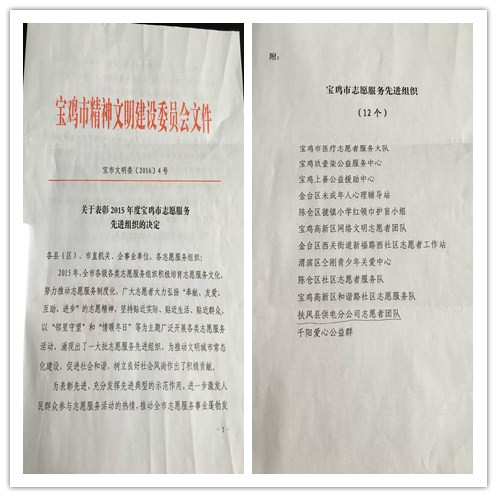 宝鸡市精神文明建设委员会文件
宝市文明委〔2016〕4号
关于表彰2015年度宝鸡市志愿服务
先进组织的决定
各县（区）、市直机关、企事业单位，各志愿服务组织：
2015年，全市各级各类志愿服务组织积极培育志愿服务文化，
努力推动志愿服务制度化，广大志愿者大力弘扬“奉献、友爱、
互助、进步”的志愿精神，坚持贴近实际、贴近生活、贴近群众，
以“邻里守望”和“情暖冬日”等为主题广泛开展各类志愿服务
活动，涌现出了一大批志愿服务先进组织，为推动文明城市常态
化建设，促进社会和谐、树立良好社会风尚作出了积极贡献。
为表彰先进，充分发挥先进典型的示范作用，进一步激发人
民群众参与志愿服务活动的热情，推动全市志愿服务事业蓬勃发
- 1 -
附：
宝鸡市志愿服务先进组织
（12个）
宝鸡市医疗志愿者服务大队
宝鸡玖壹柒公益服务中心
宝鸡上善公益援助中心
金台区未成年人心理辅导站
陈仓区虢镇小学红领巾护盲小组
宝鸡高新区网络文明志愿者团队
金台区西关街道新福路西社区志愿者工作站
渭滨区仝刚青少年关爱中心
陈仓区社区志愿者服务队
宝鸡高新区和谐路社区志愿服务队
扶风县供电分公司志愿者团队
千阳爱心公益群